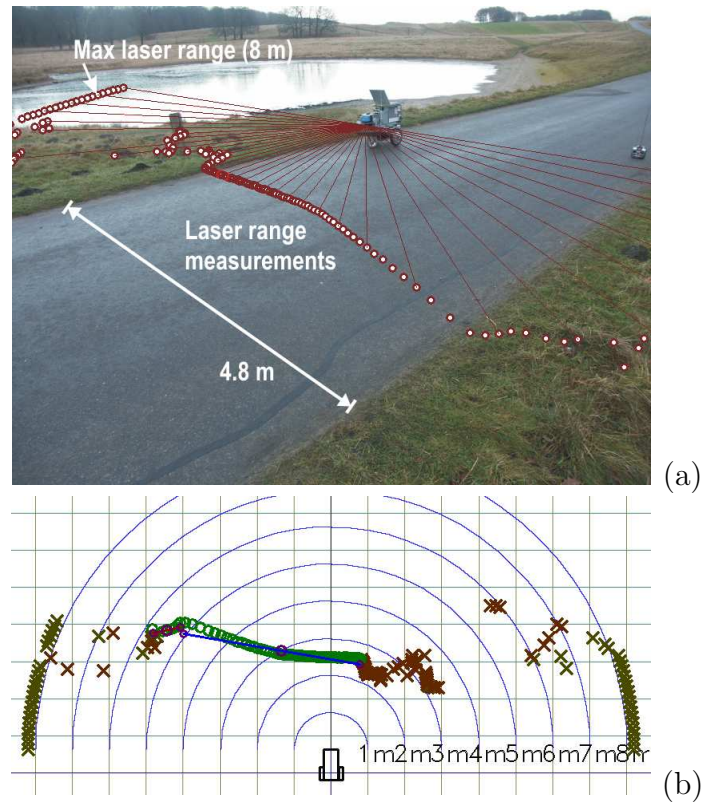 Max laser range (8 m)
Laser range
measurements
4.8 m
(a)
1m2m3m4m5m6m7m8m
(b)